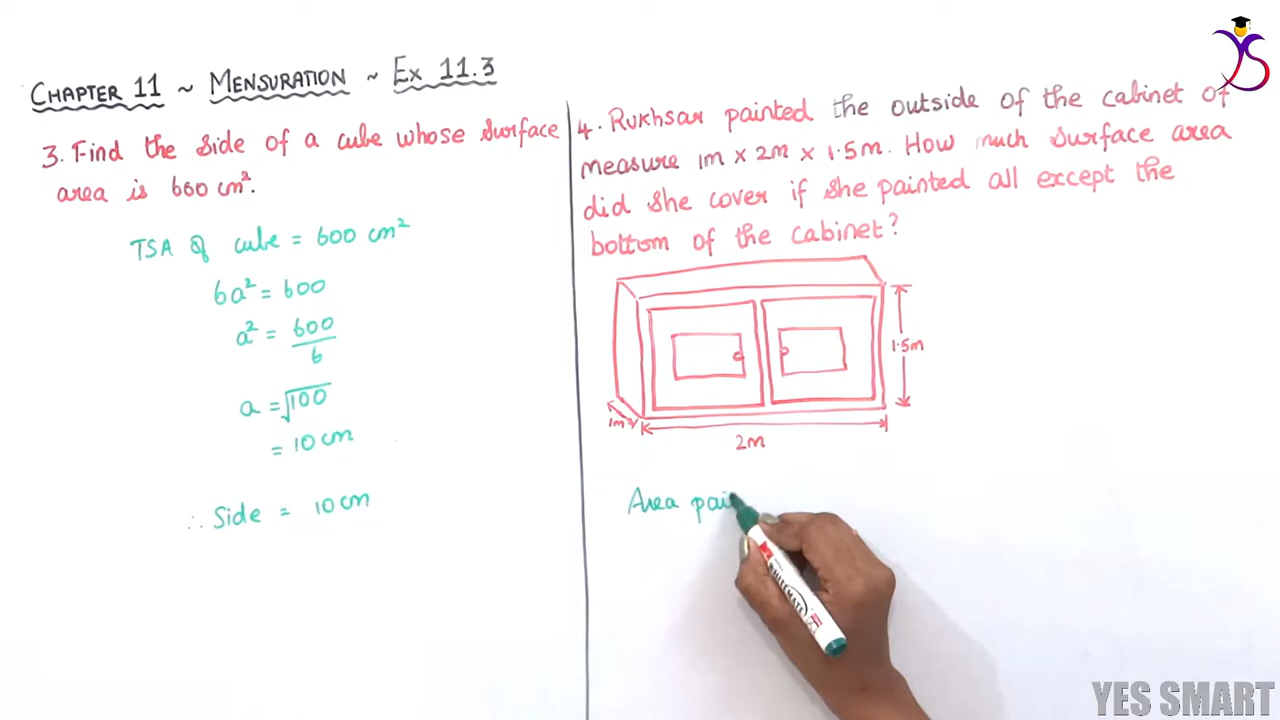 CHAPTER 11 ~ MENSURATION ~ EX 11.3
3. Find the side of a cube whose surface
area is 600 cm².
TSA of cube = 600 cm²
6a² = 600
a² = 600/6
a = √100
= 10 cm
∴ Side = 10 cm
4. Rukhsar painted the outside of the cabinet of
measure 1m x 2m x 1.5m. How much surface area
did she cover if she painted all except the
bottom of the cabinet?
1.5m
1m
2m
Area pai
WHITEMATE
YES SMART